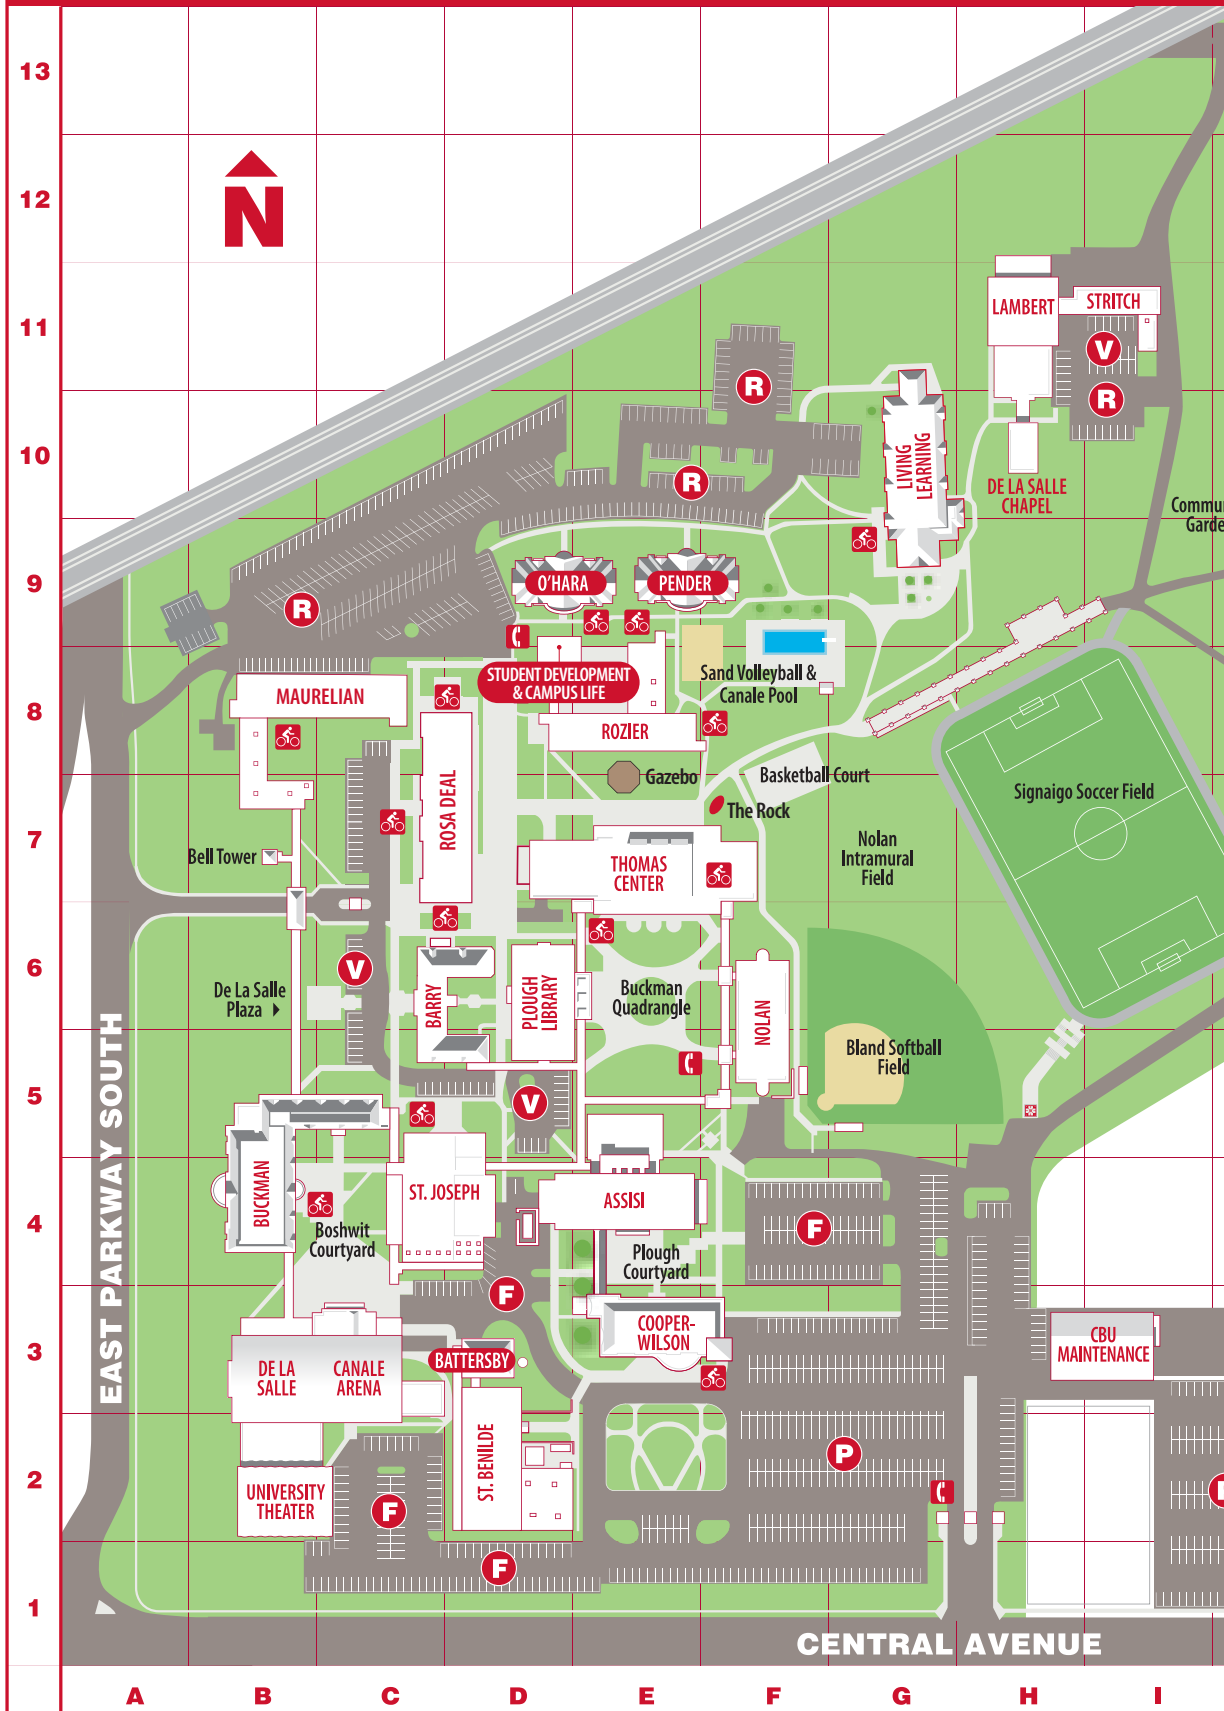 13
12
N
11
LAMBERT
STRITCH
V
R
R
10
LIVING
LEARNING
R
DE LA SALLE
CHAPEL
9
O'HARA
PENDER
R
STUDENT DEVELOPMENT
& CAMPUS LIFE
Sand Volleyball &
Canale Pool
8
MAURELIAN
ROZIER
Gazebo
Basketball Court
Signaigo Soccer Field
ROSA DEAL
The Rock
7
Bell Tower
THOMAS
CENTER
Nolan
Intramural
Field
6
V
De La Salle
Plaza
BARRY
PLOUGH
LIBRARY
Buckman
Quadrangle
NOLAN
Bland Softball
Field
5
V
EAST PARKWAY SOUTH
BUCKMAN
ST. JOSEPH
ASSISI
4
Boshwit
Courtyard
Plough
Courtyard
F
F
3
DE LA
SALLE
CANALE
ARENA
BATTERSBY
COOPER-
WILSON
CBU
MAINTENANCE
2
UNIVERSITY
THEATER
ST. BENILDE
F
P
F
1
CENTRAL AVENUE
A B C D E F G H I